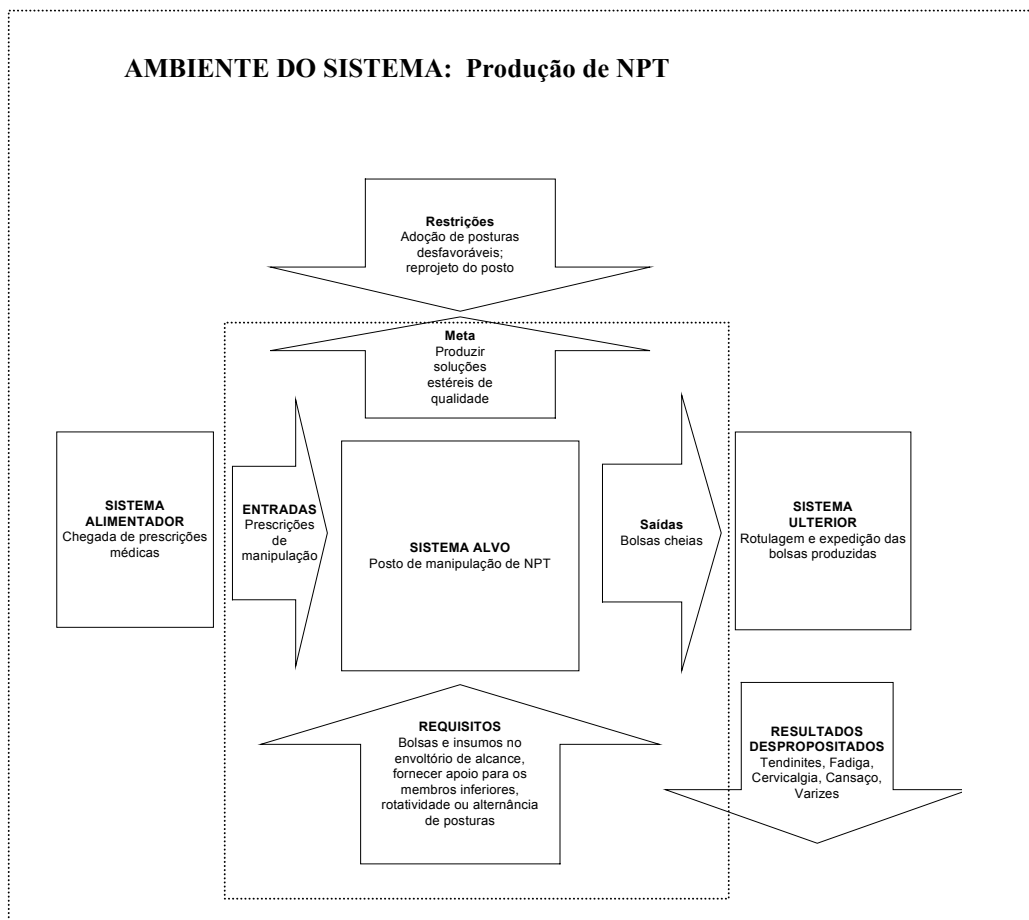 AMBIENTE DO SISTEMA: Produção de NPT
Restrições
Adoção de posturas
desfavoráveis;
reprojeto do posto
Meta
Produzir
soluções
estéreis de
qualidade
SISTEMA
ALIMENTADOR
Chegada de prescrições
médicas
ENTRADAS
Prescrições
de
manipulação
SISTEMA ALVO
Posto de manipulação de NPT
Saídas
Bolsas cheias
SISTEMA
ULTERIOR
Rotulagem e expedição das
bolsas produzidas
REQUISITOS
Bolsas e insumos no
envoltório de alcance,
fornecer apoio para os
membros inferiores,
rotatividade ou alternância
de posturas
RESULTADOS
DESPROPOSITADOS
Tendinites, Fadiga,
Cervicalgia, Cansaço,
Varizes